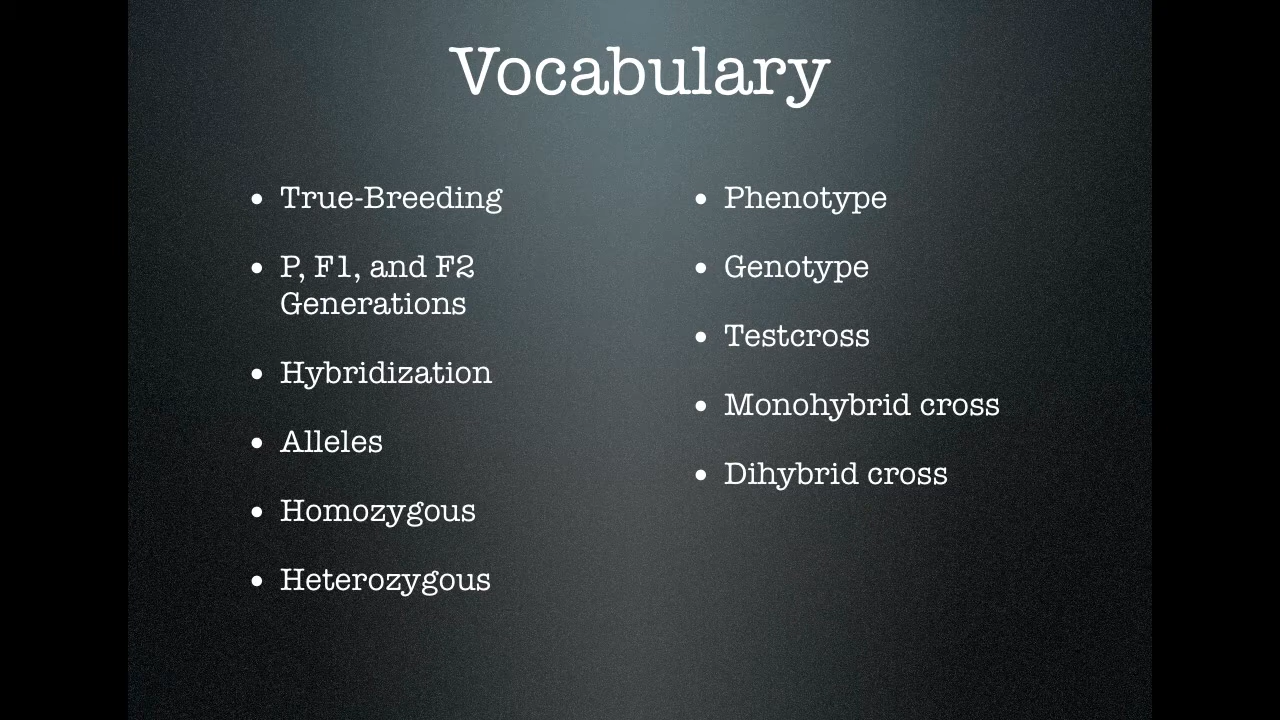 Vocabulary
• True-Breeding
• P, F1, and F2
Generations
• Hybridization
• Alleles
• Homozygous
• Heterozygous
• Phenotype
• Genotype
• Testcross
• Monohybrid cross
• Dihybrid cross